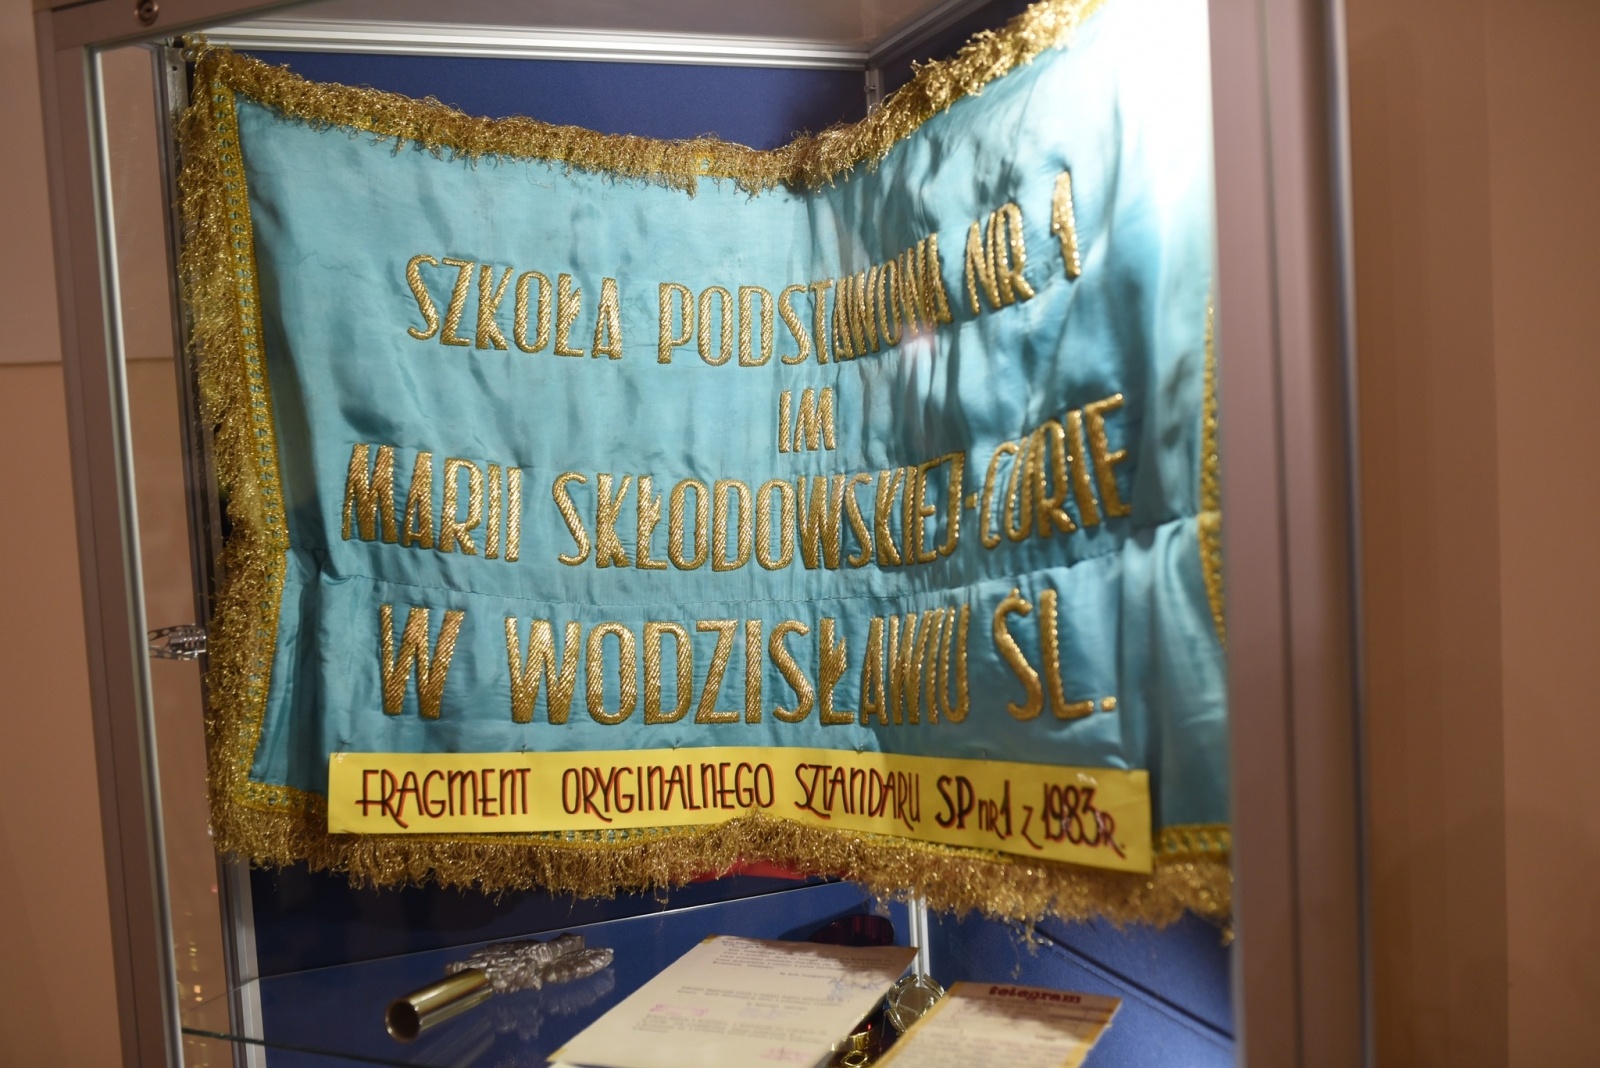 SZKOŁA PODSTAWOWA NR 1
IM
MARII SKŁODOWSKIEJ-CURIE
W WODZISŁAWIU ŚL.
FRAGMENT ORYGINALNEGO SZTANDARU SP nr 1 z 1983 R.
telegram